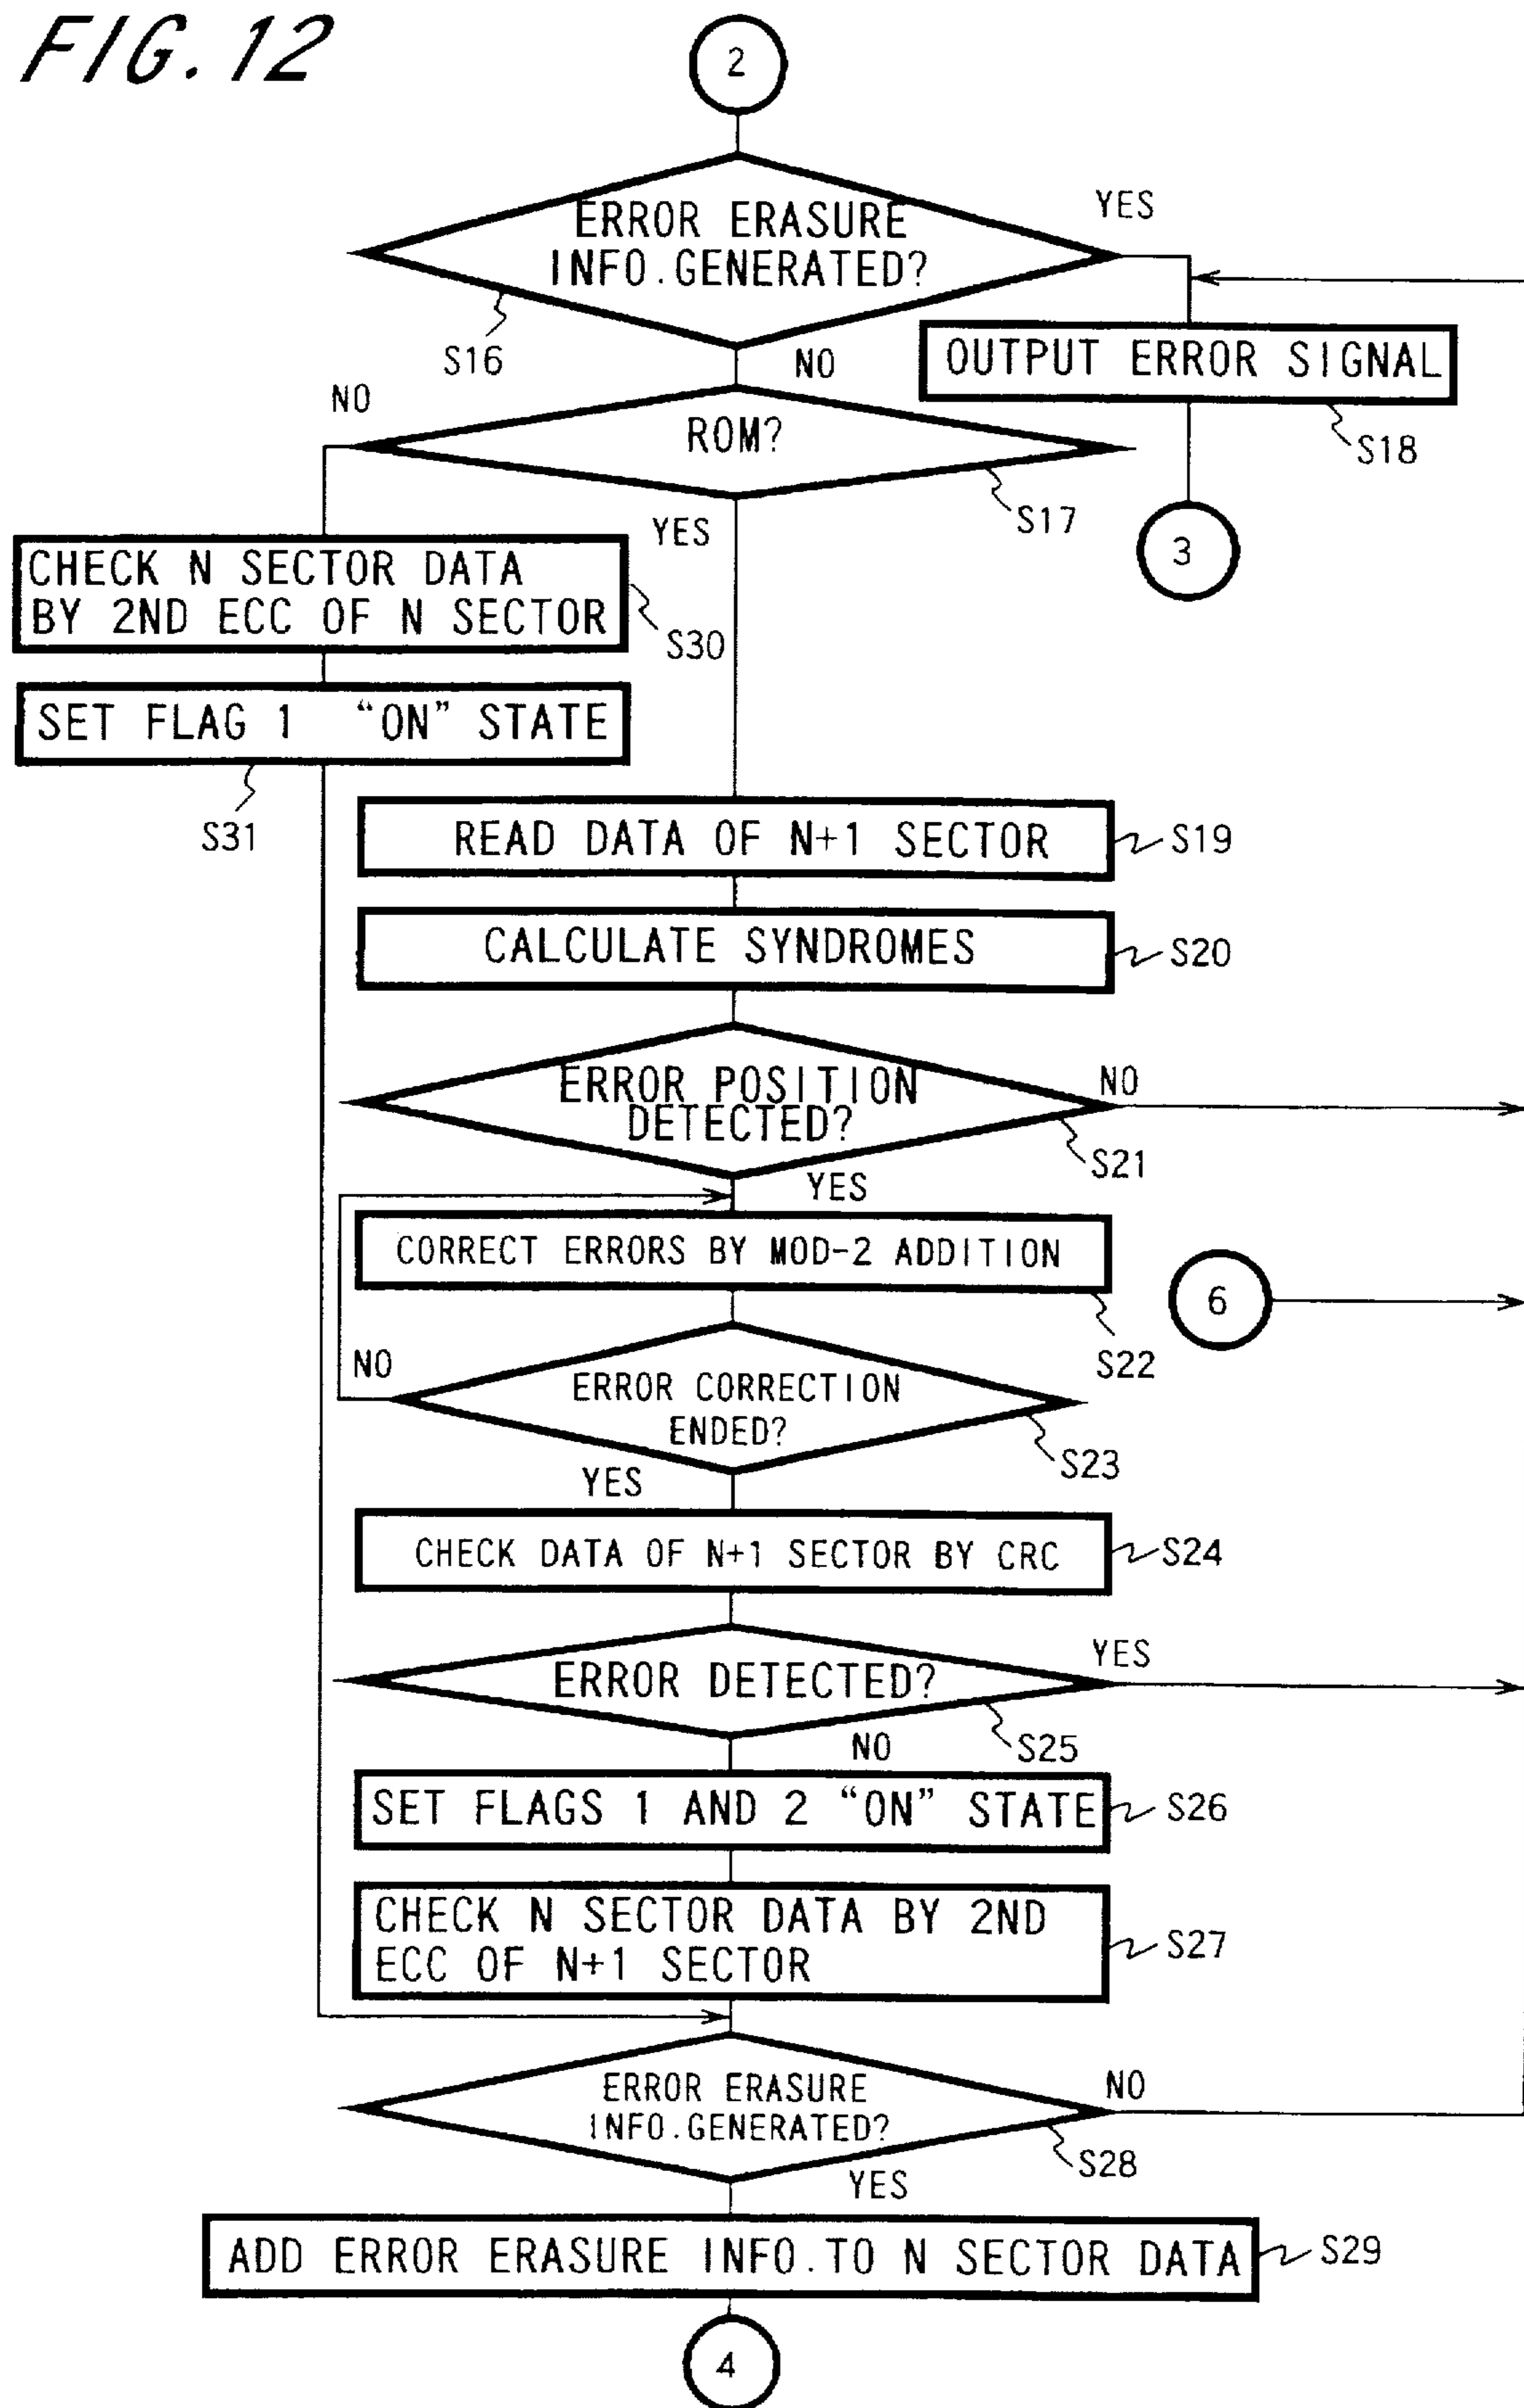 FIG. 12
2
ERROR ERASURE
INFO.GENERATED?
YES
S16
NO
OUTPUT ERROR SIGNAL
S18
3
NO
ROM?
S17
YES
CHECK N SECTOR DATA
BY 2ND ECC OF N SECTOR
S30
SET FLAG 1 “ON” STATE
S31
READ DATA OF N+1 SECTOR
S19
CALCULATE SYNDROMES
S20
ERROR POSITION
DETECTED?
NO
S21
YES
CORRECT ERRORS BY MOD-2 ADDITION
S22
6
NO
ERROR CORRECTION
ENDED?
S23
YES
CHECK DATA OF N+1 SECTOR BY CRC
S24
ERROR DETECTED?
YES
S25
NO
SET FLAGS 1 AND 2 “ON” STATE
S26
CHECK N SECTOR DATA BY 2ND
ECC OF N+1 SECTOR
S27
ERROR ERASURE
INFO.GENERATED?
NO
S28
YES
ADD ERROR ERASURE INFO.TO N SECTOR DATA
S29
4